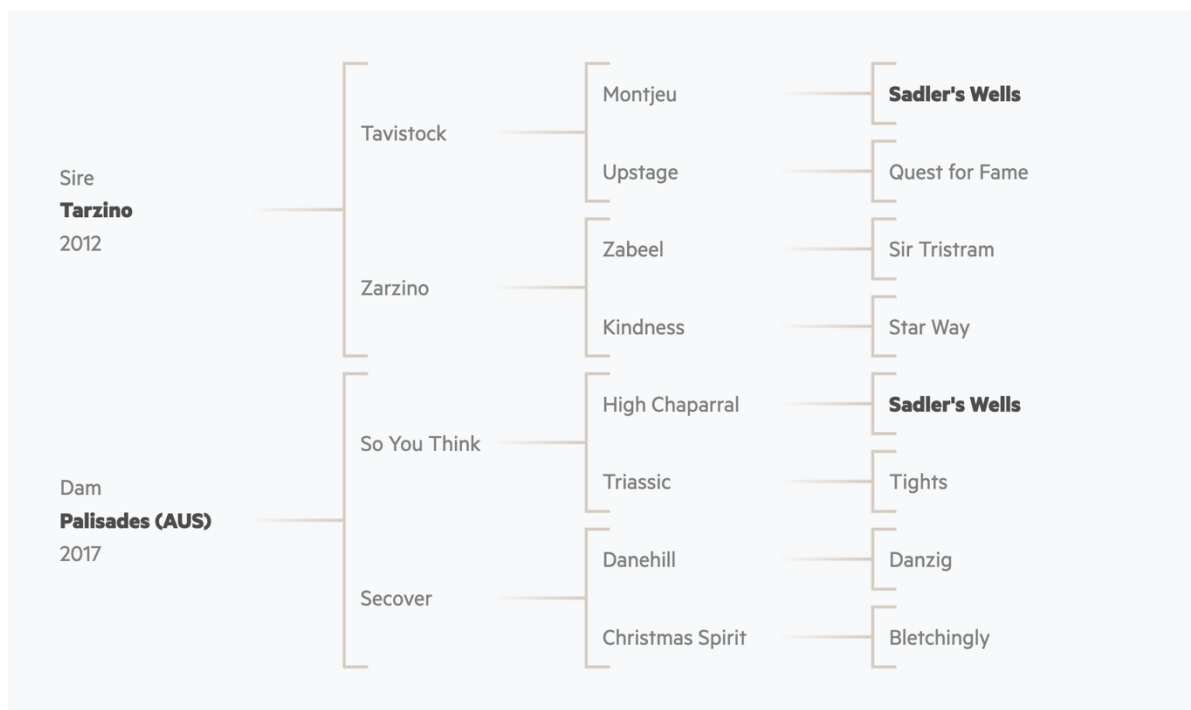 Sire
Tarzino
2012
Tavistock
Zarzino
Montjeu
Upstage
Zabeel
Kindness
Sadler's Wells
Quest for Fame
Sir Tristram
Star Way
Dam
Palisades (AUS)
2017
So You Think
Secover
High Chaparral
Triassic
Danehill
Christmas Spirit
Sadler's Wells
Tights
Danzig
Bletchingly